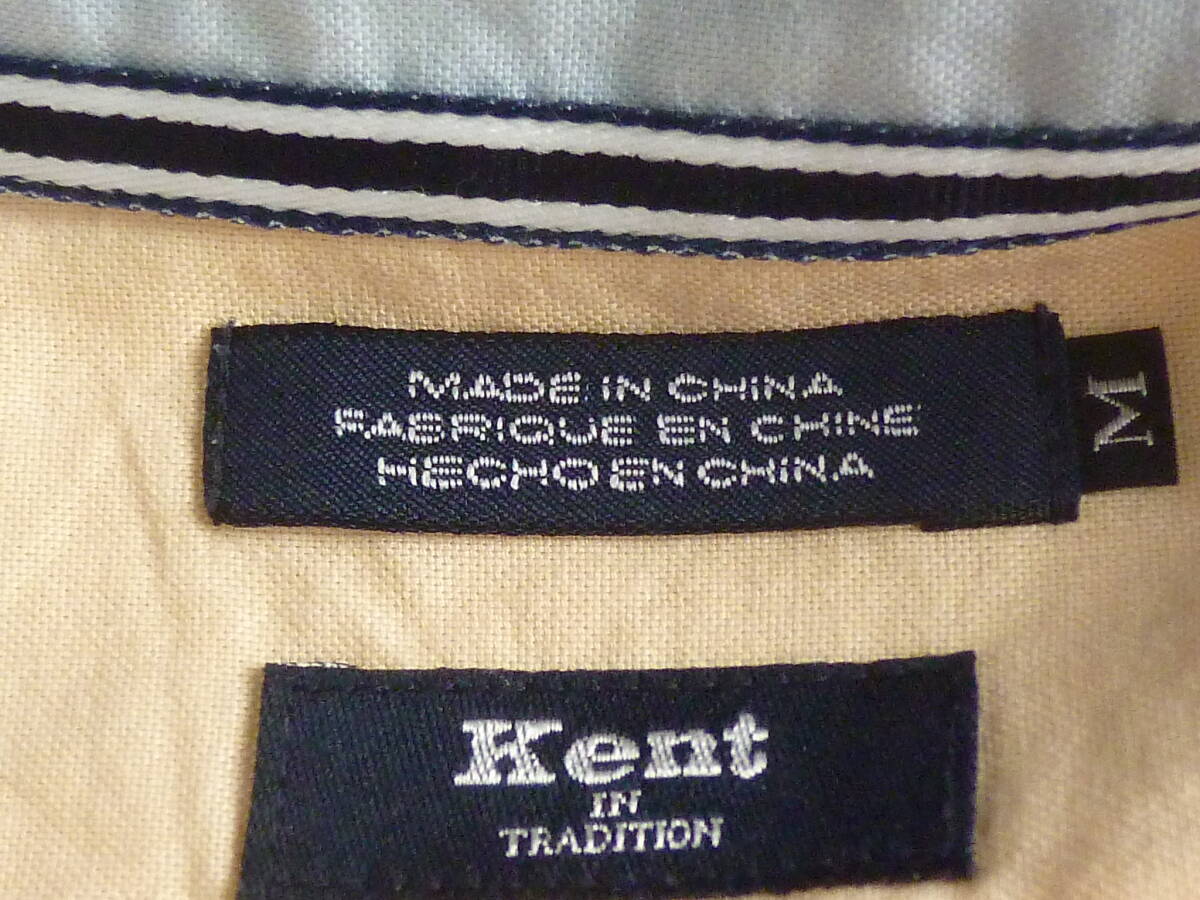 MADE IN CHINA
FABRIQUE EN CHINE
HECHO EN CHINA
M
Kent
IN
TRADITION